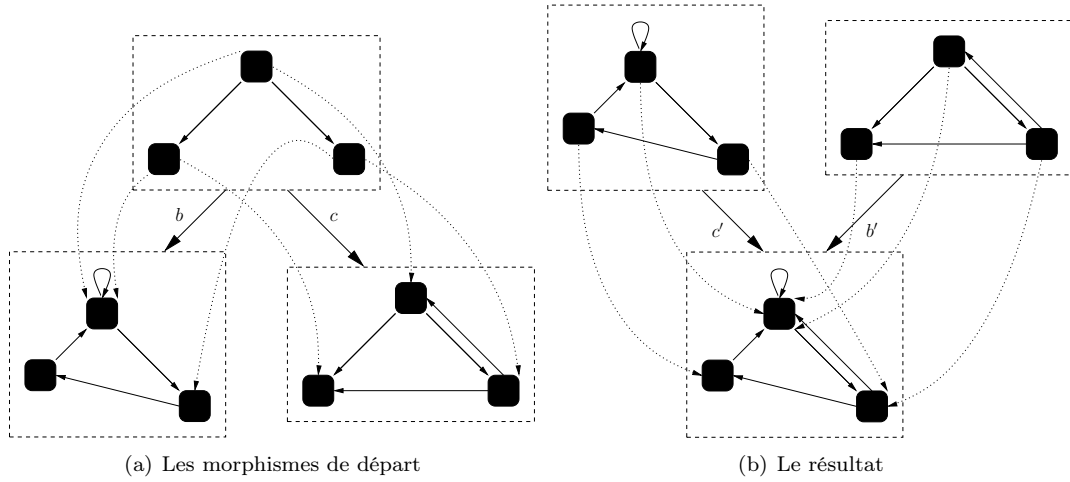 b
c
c′
b′
(a) Les morphismes de départ
(b) Le résultat